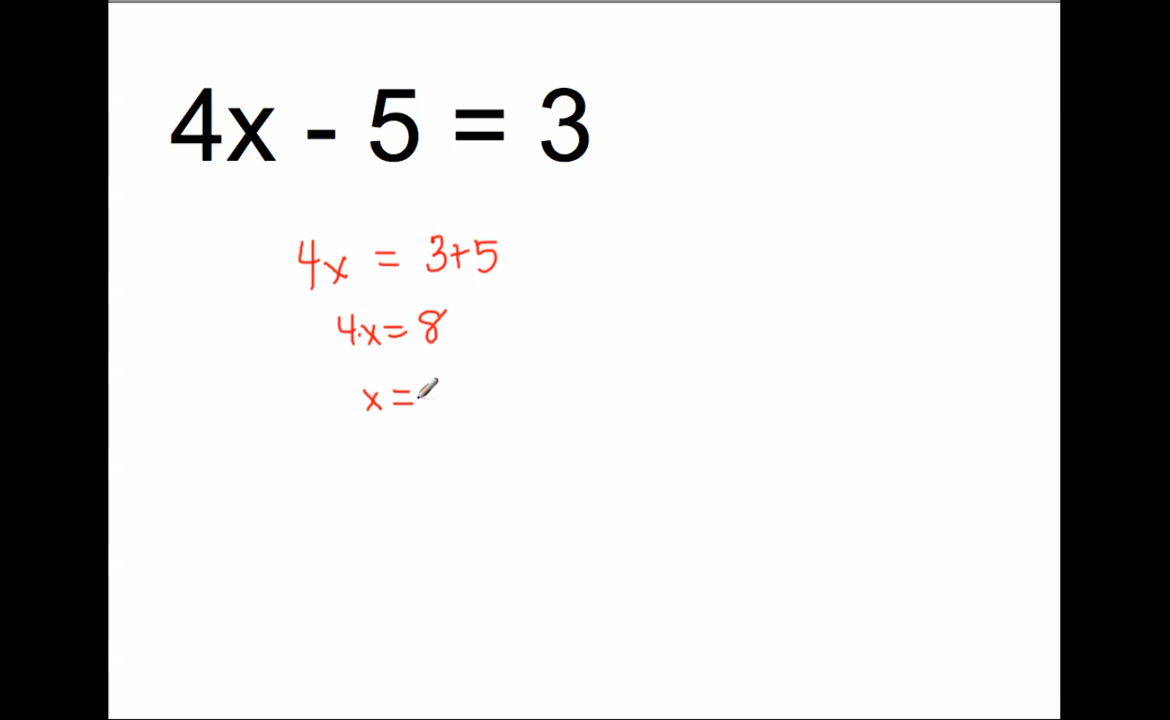 4x - 5 = 3
4x = 3+5
4·x = 8
x =